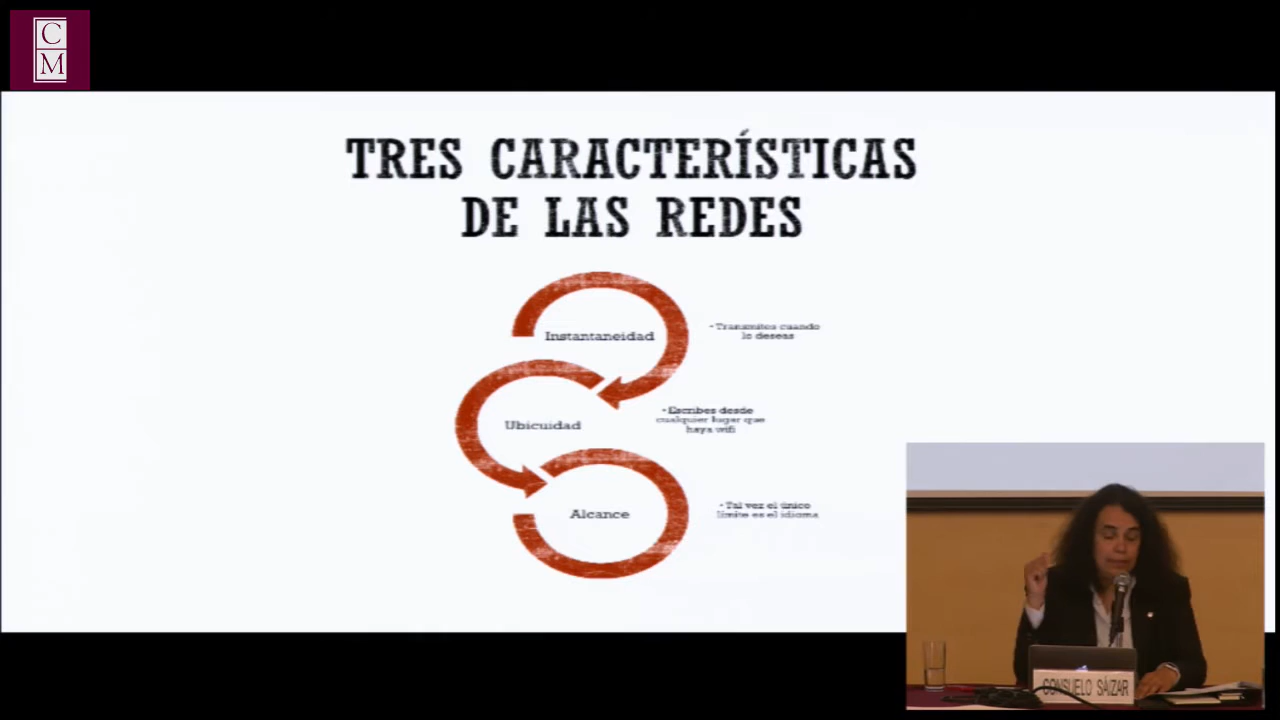 C
M
TRES CARACTERÍSTICAS
DE LAS REDES
Instantaneidad
• Transmites cuando
lo deseas
Ubicuidad
• Escribes desde
cualquier lugar que
haya wifi
Alcance
• Tal vez el único
límite es el idioma
CONSUELO SÁIZAR